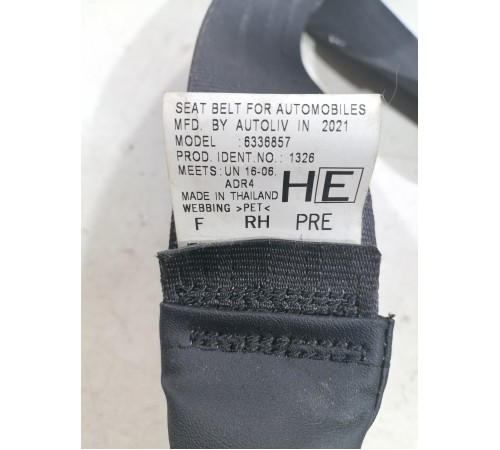 SEAT BELT FOR AUTOMOBILES
MFD. BY AUTOLIV IN 2021
MODEL :6336857
PROD. IDENT.NO.: 1326
MEETS: UN 16-06.
ADR4
HE
MADE IN THAILAND
WEBBING >PET<
F RH PRE